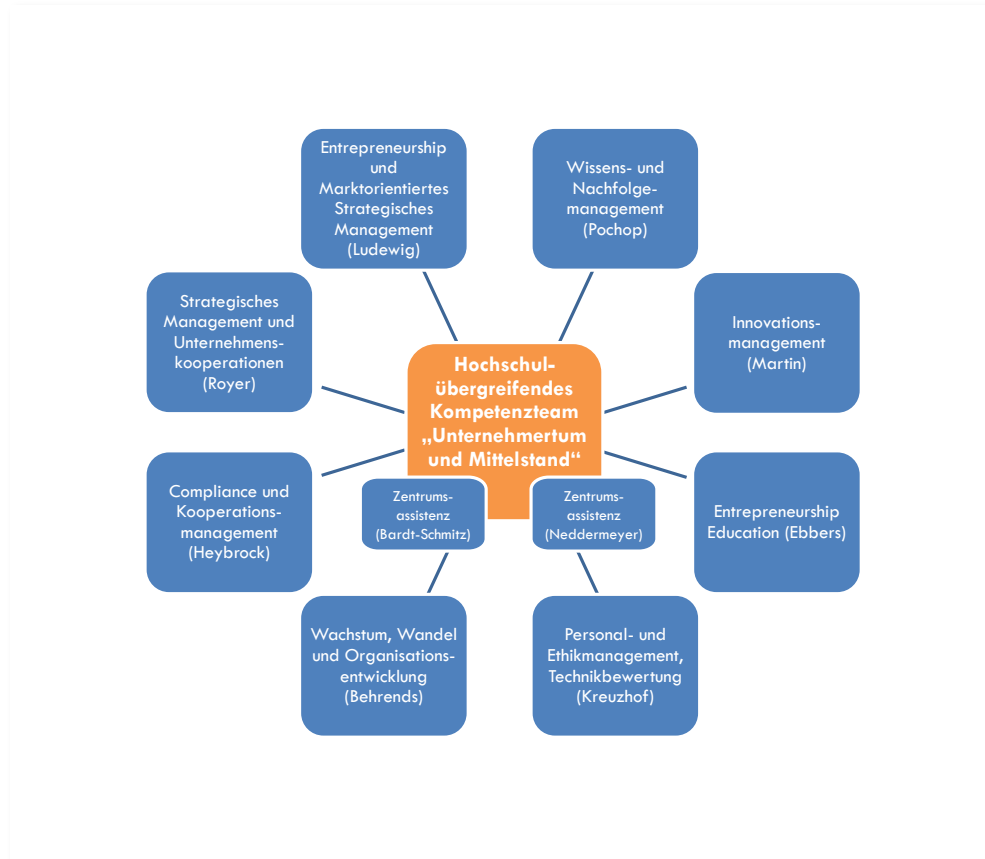 Entrepreneurship
und
Marktorientiertes
Strategisches
Management
(Ludewig)
Wissens- und
Nachfolge-
management
(Pochop)
Strategisches
Management und
Unternehmens-
kooperationen
(Royer)
Innovations-
management
(Martin)
Hochschul-
übergreifendes
Kompetenzteam
„Unternehmertum
und Mittelstand“
Compliance und
Kooperations-
management
(Heybrock)
Zentrums-
assistenz
(Bardt-Schmitz)
Zentrums-
assistenz
(Neddermeyer)
Entrepreneurship
Education (Ebbers)
Wachstum, Wandel
und Organisations-
entwicklung
(Behrends)
Personal- und
Ethikmanagement,
Technikbewertung
(Kreuzhof)